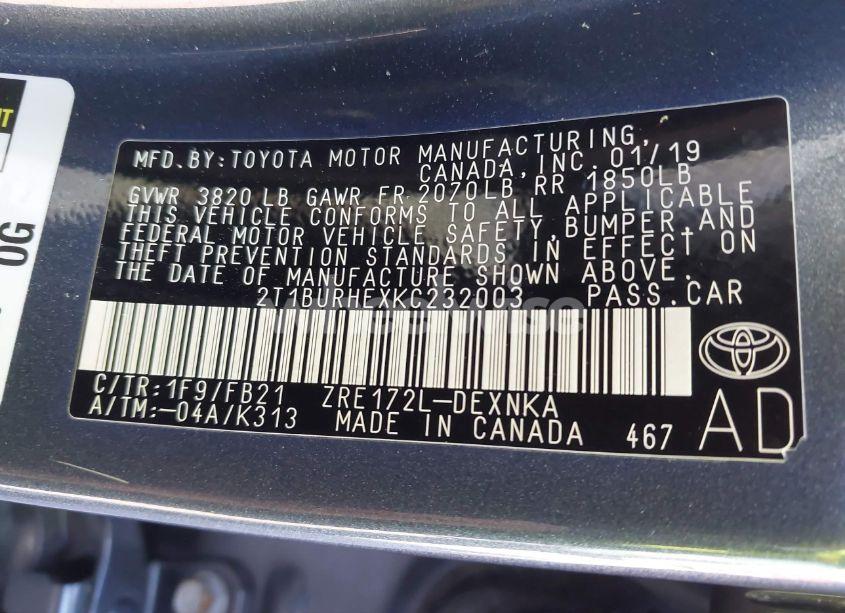 MFD.BY:TOYOTA MOTOR MANUFACTURING,
CANADA,INC. 01/19
GVWR 3820 LB GAWR FR.2070LB RR 1850LB
THIS VEHICLE CONFORMS TO ALL APPLICABLE
FEDERAL MOTOR VEHICLE SAFETY,BUMPER,AND
THEFT PREVENTION STANDARDS IN EFFECT ON
THE DATE OF MANUFACTURE SHOWN ABOVE.
2T1BURHEXKC232003 PASS.CAR
C/TR:1F9/FB21 ZRE172L-DEXNKA
A/TM:-04A/K313 MADE IN CANADA 467 AD
0G